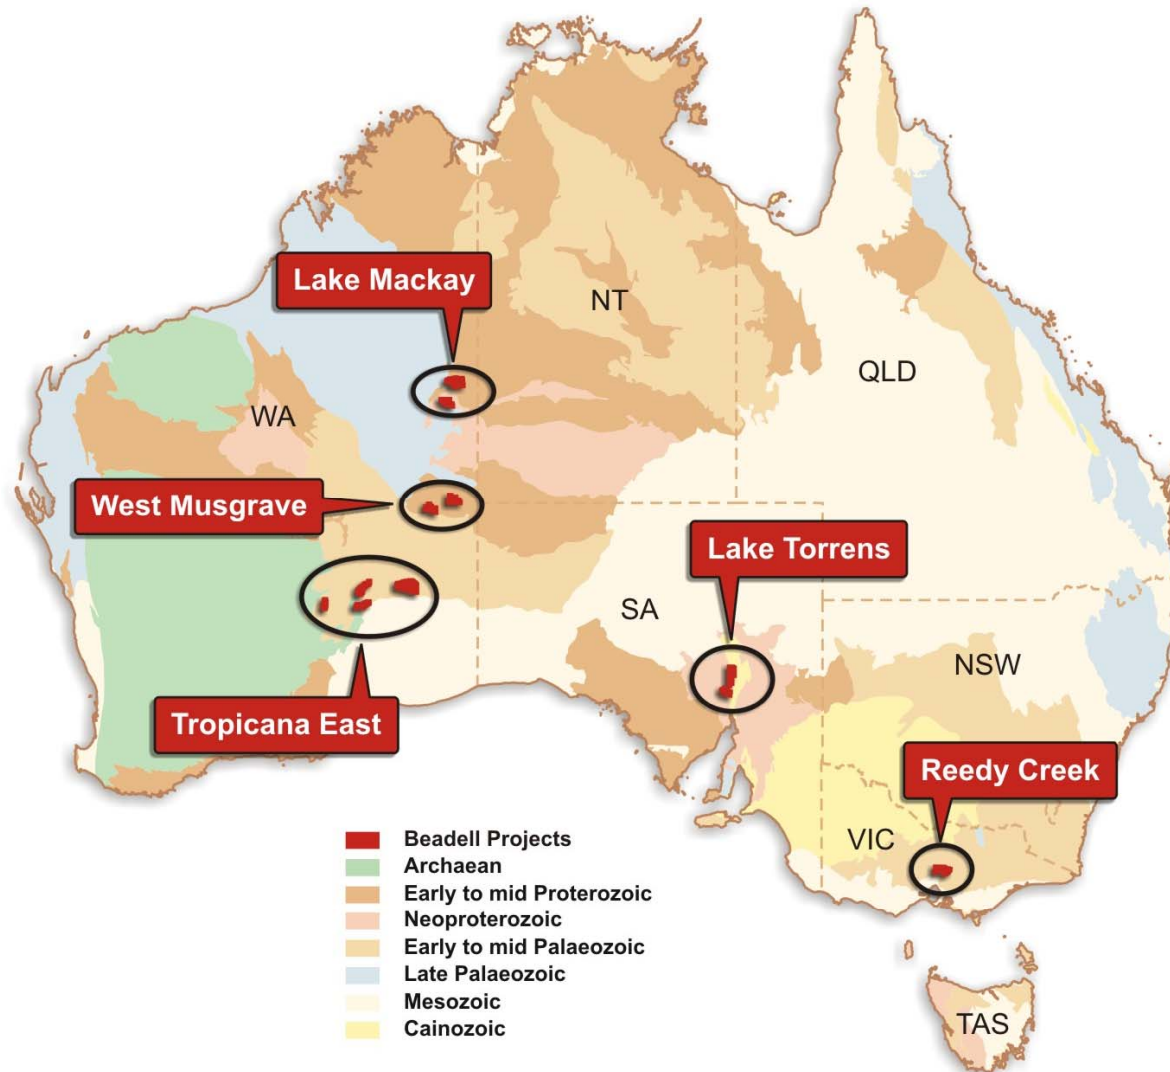 Lake Mackay
NT
QLD
WA
West Musgrave
Lake Torrens
SA
NSW
Tropicana East
Reedy Creek
VIC
Beadell Projects
Archaean
Early to mid Proterozoic
Neoproterozoic
Early to mid Palaeozoic
Late Palaeozoic
Mesozoic
Cainozoic
TAS